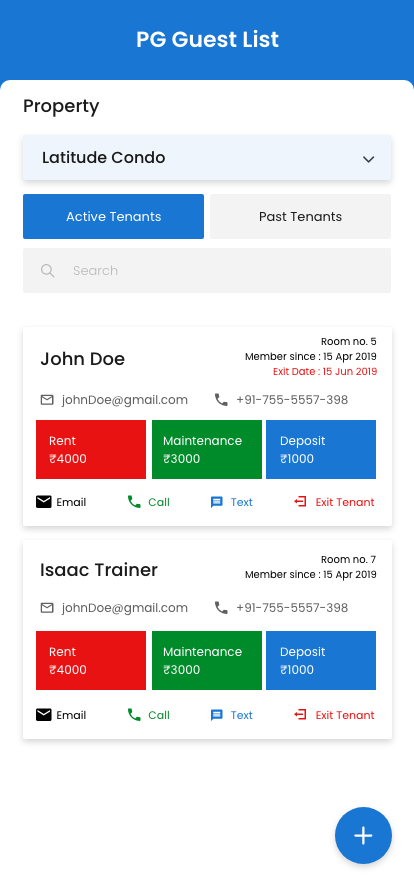 PG Guest List
Property
Latitude Condo
Active Tenants
Past Tenants
Search
John Doe
Room no. 5
Member since : 15 Apr 2019
Exit Date : 15 Jun 2019
johnDoe@gmail.com
+91-755-5557-398
Rent
₹4000
Maintenance
₹3000
Deposit
₹1000
Email
Call
Text
Exit Tenant
Isaac Trainer
Room no. 7
Member since : 15 Apr 2019
johnDoe@gmail.com
+91-755-5557-398
Rent
₹4000
Maintenance
₹3000
Deposit
₹1000
Email
Call
Text
Exit Tenant